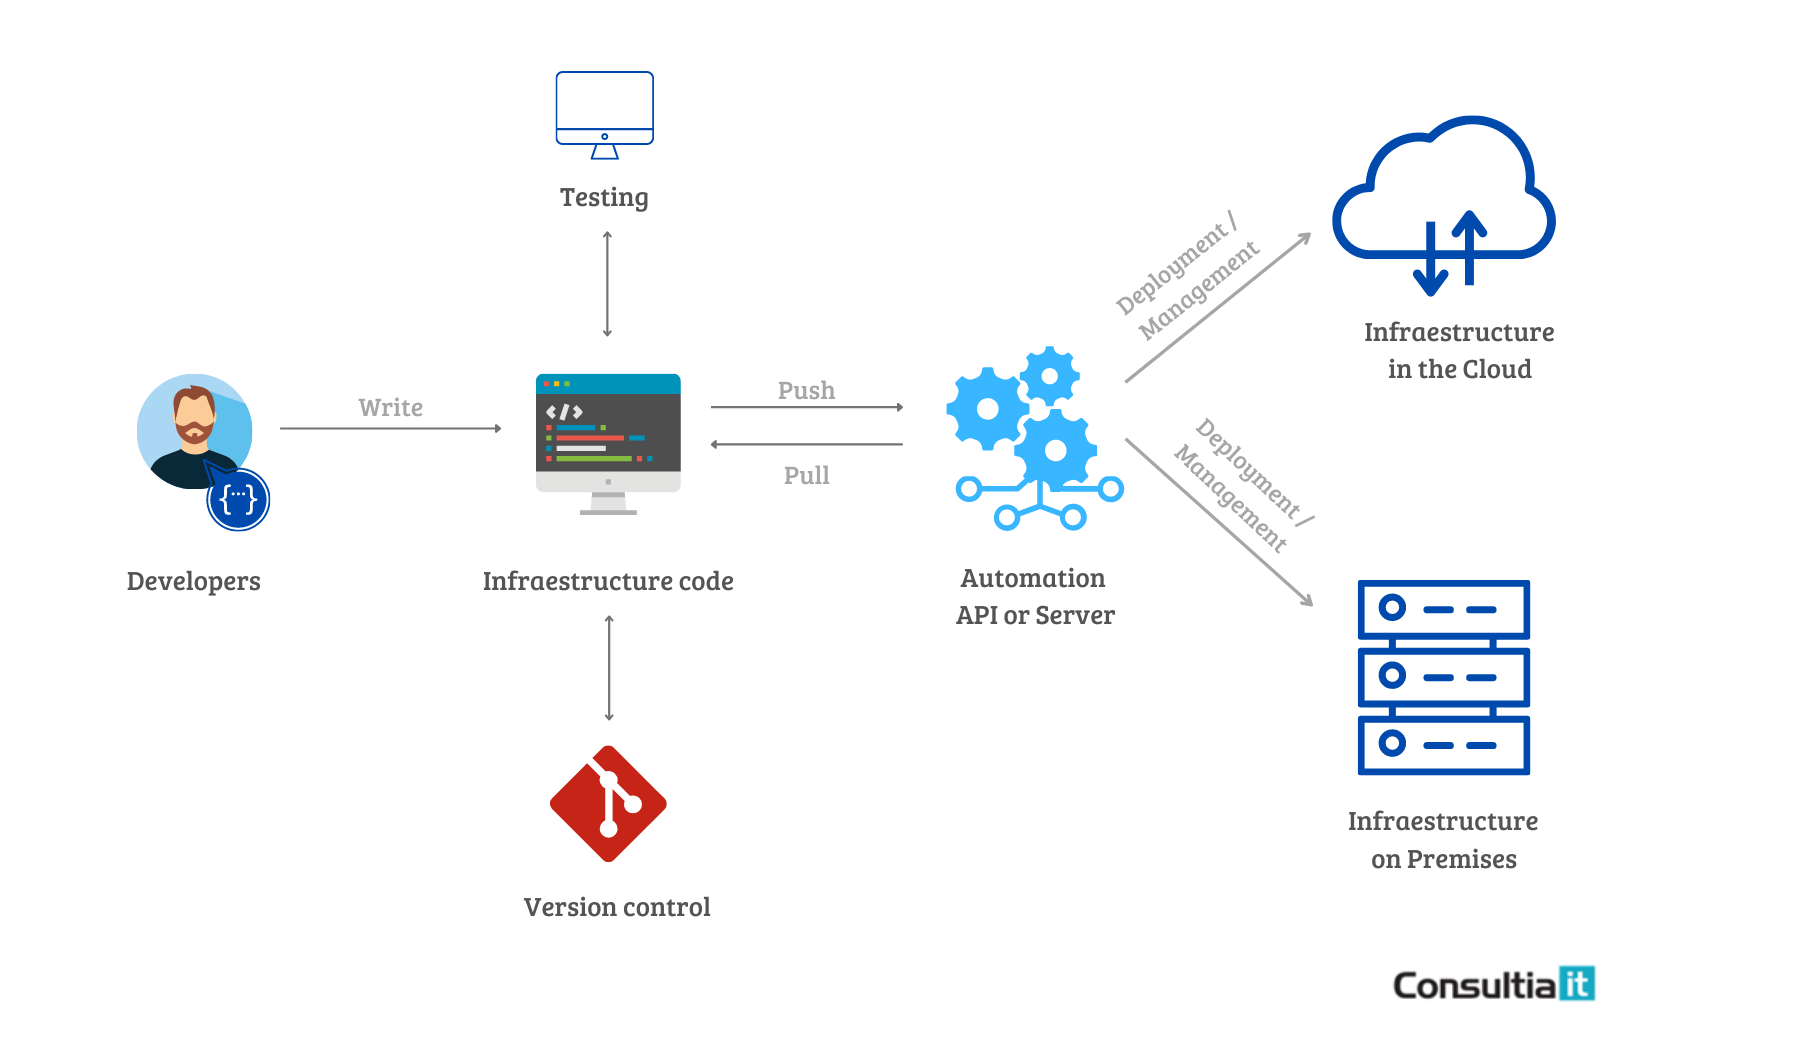 Testing
Developers
Write
</>
Infraestructure code
Push
Pull
Version control
Automation
API or Server
Deployment /
Management
Deployment /
Management
Infraestructure
in the Cloud
Infraestructure
on Premises
{...}
Consultia it